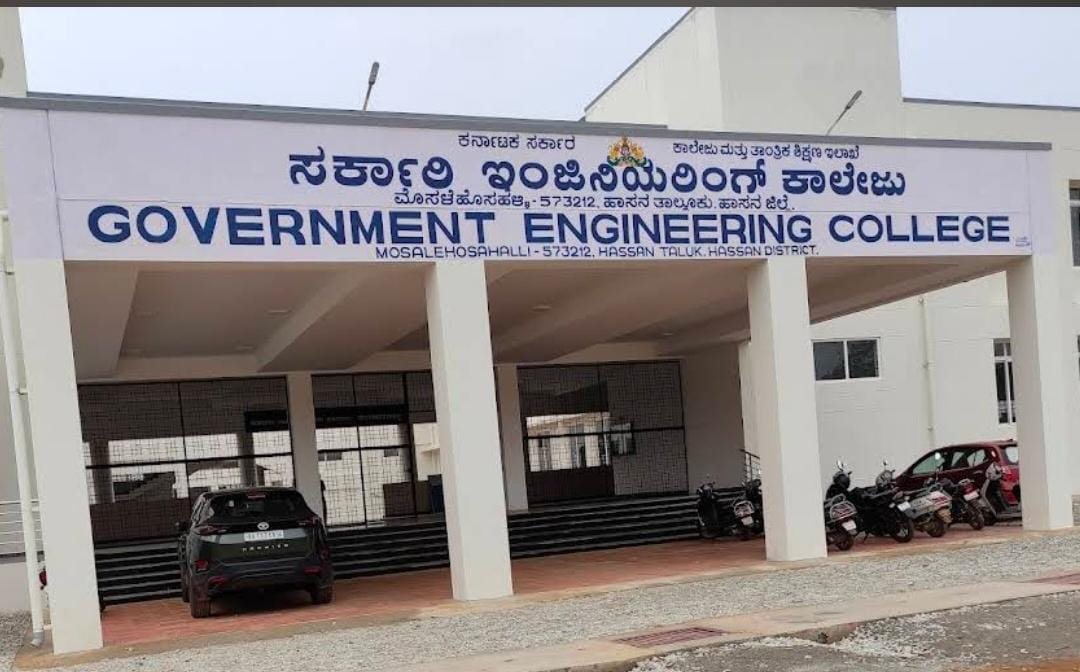 ಕರ್ನಾಟಕ ಸರ್ಕಾರ ಕಾಲೇಜು ಮತ್ತು ತಾಂತ್ರಿಕ ಶಿಕ್ಷಣ ಇಲಾಖೆ
ಸರ್ಕಾರಿ ಇಂಜಿನಿಯರಿಂಗ್ ಕಾಲೇಜು
ಮೊಸಳೆಹೊಸಹಳ್ಳಿ - 573212, ಹಾಸನ ತಾಲ್ಲೂಕು. ಹಾಸನ ಜಿಲ್ಲೆ.
GOVERNMENT ENGINEERING COLLEGE
MOSALEHOSAHALLI - 573212, HASSAN TALUK. HASSAN DISTRICT.
HARRIER